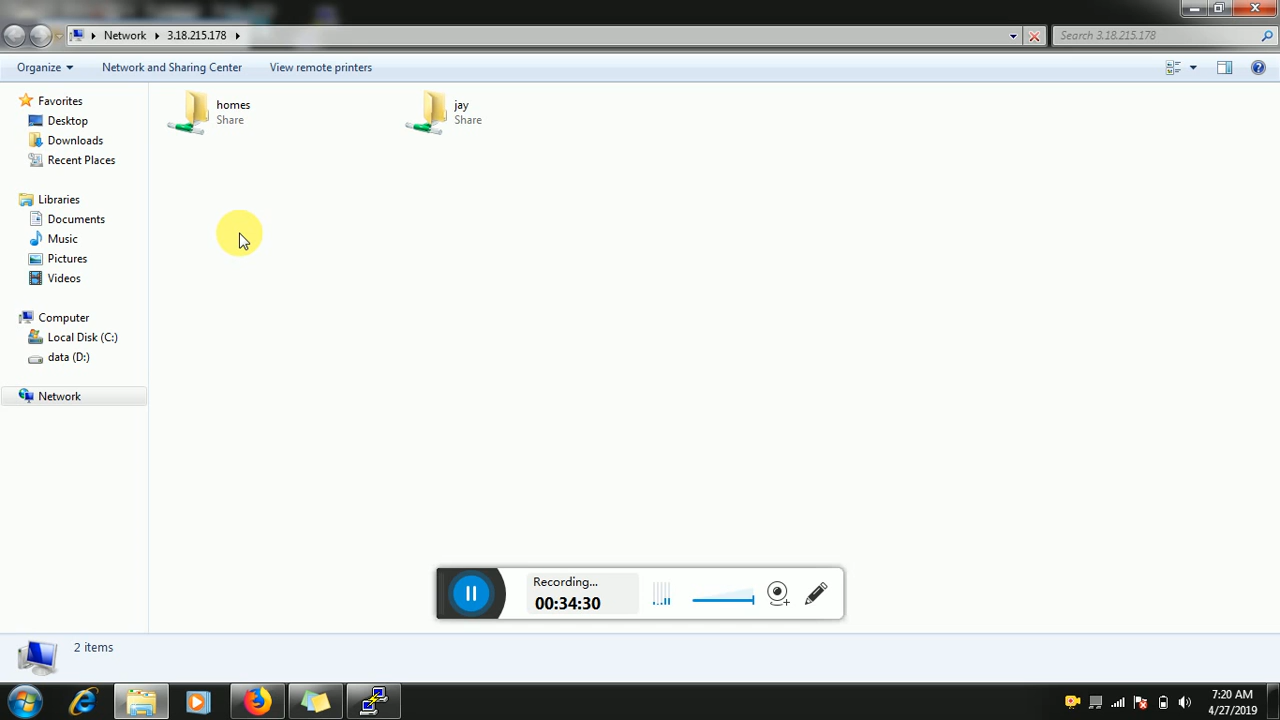 Network 3.18.215.178
Search 3.18.215.178
Organize Network and Sharing Center View remote printers
Favorites
Desktop
Downloads
Recent Places
Libraries
Documents
Music
Pictures
Videos
Computer
Local Disk (C:)
data (D:)
Network
homes
Share
jay
Share
Recording...
00:34:30
2 items
7:20 AM
4/27/2019